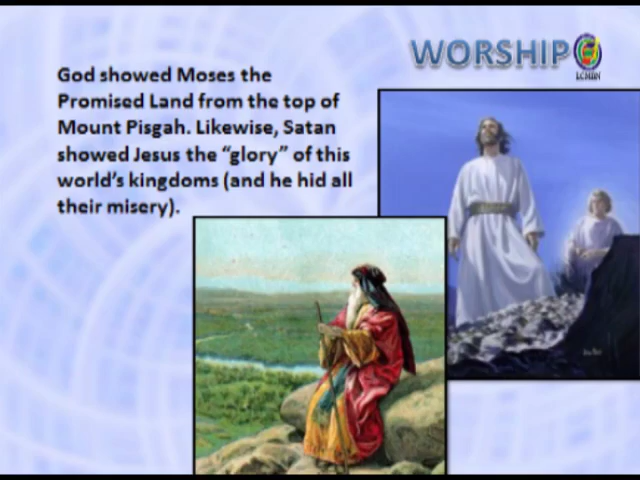 WORSHIP
LCMBN
God showed Moses the
Promised Land from the top of
Mount Pisgah. Likewise, Satan
showed Jesus the “glory” of this
world’s kingdoms (and he hid all
their misery).